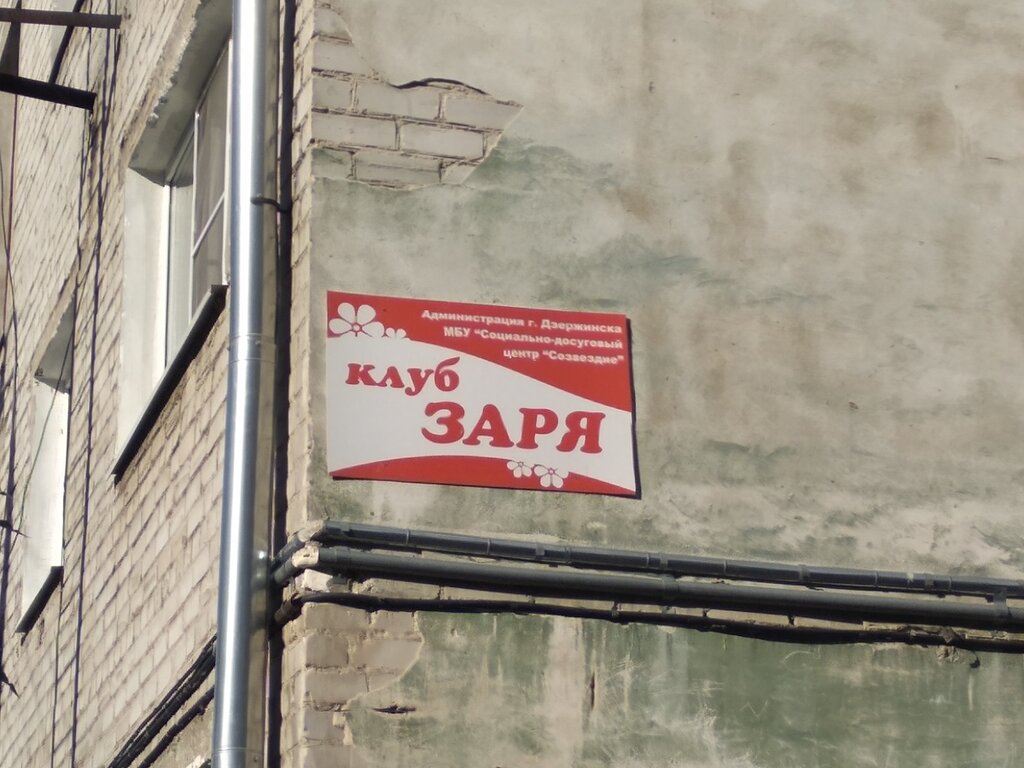 Администрация г. Дзержинска
МБУ "Социально-досуговый
центр "Созвездие"
клуб
ЗАРЯ